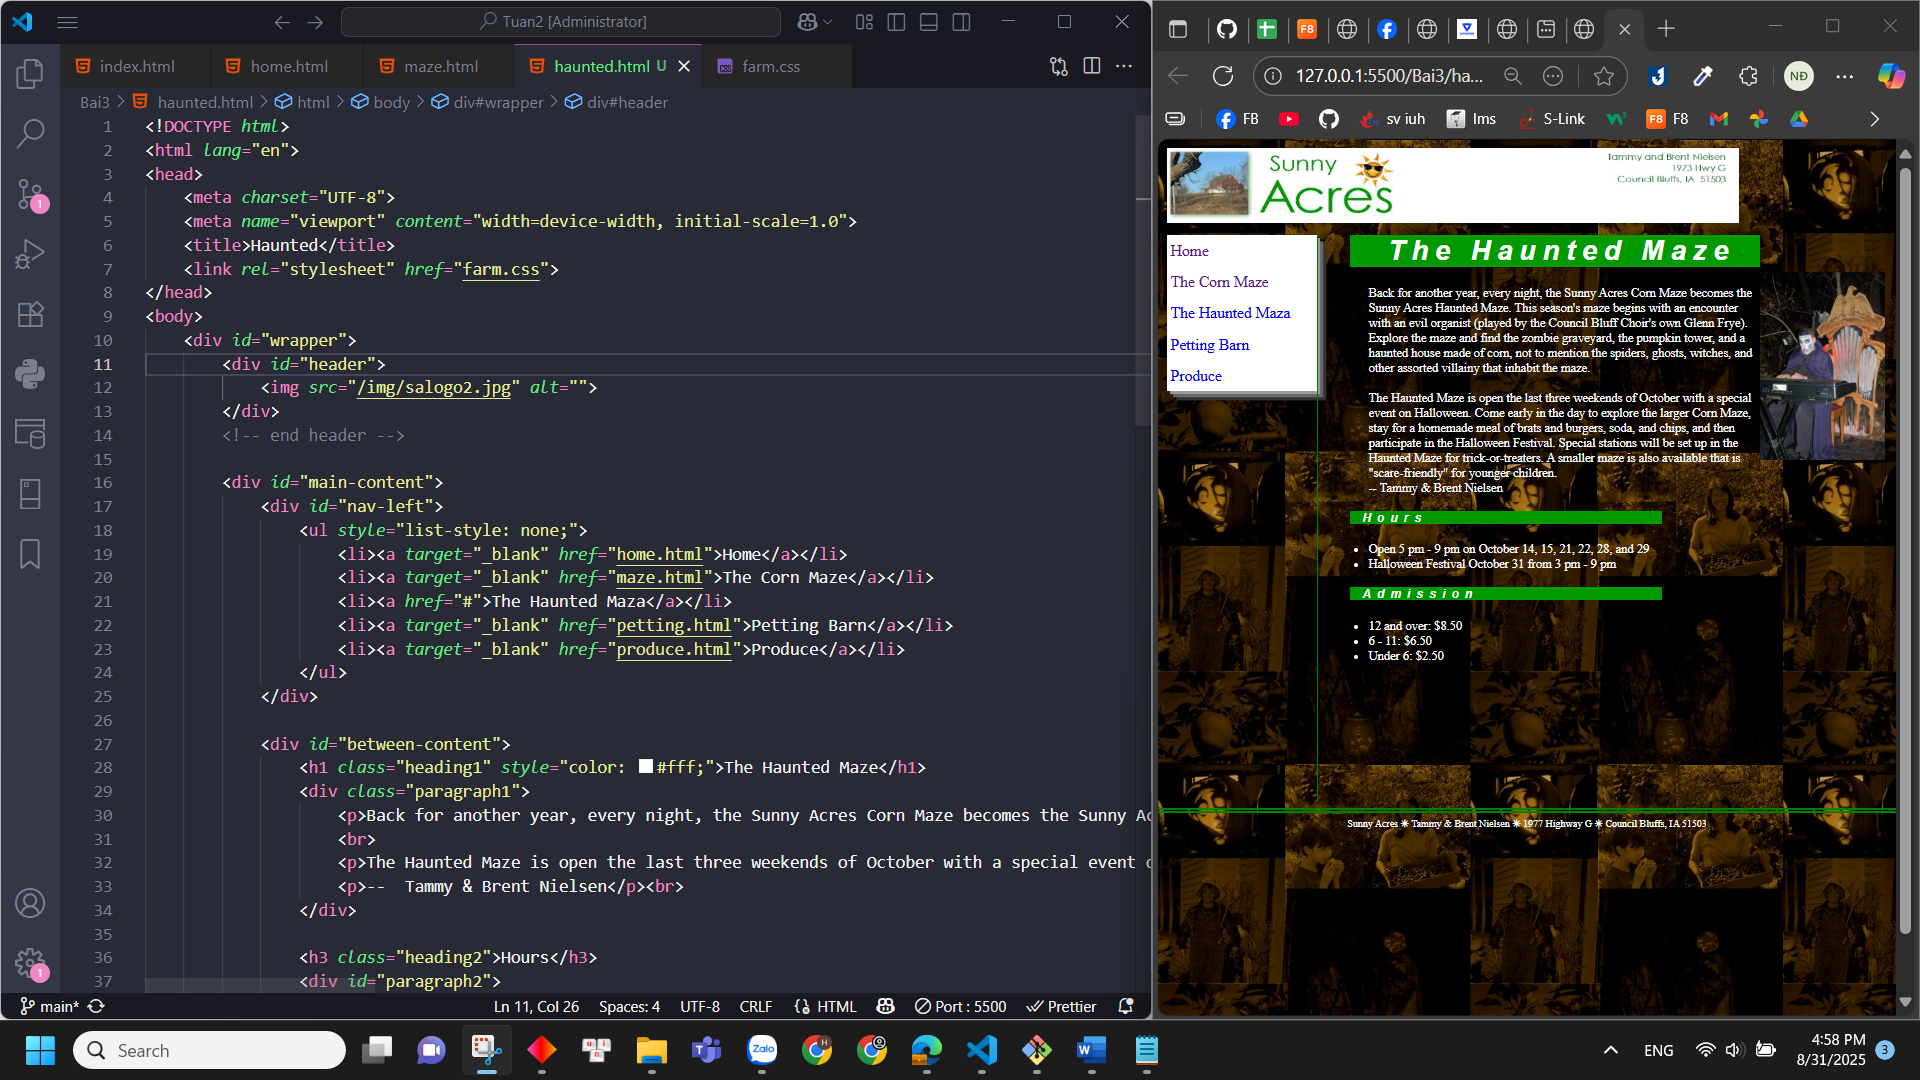 Tuan2 [Administrator]
index.html
home.html
maze.html
haunted.html U
farm.css
Bai3 > haunted.html > html > body > div#wrapper > div#header
1 <!DOCTYPE html>
2 <html lang="en">
3 <head>
4 <meta charset="UTF-8">
5 <meta name="viewport" content="width=device-width, initial-scale=1.0">
6 <title>Haunted</title>
7 <link rel="stylesheet" href="farm.css">
8 </head>
9 <body>
10 <div id="wrapper">
11 <div id="header">
12 <img src="/img/salogo2.jpg" alt="">
13 </div>
14 <!-- end header -->
15
16 <div id="main-content">
17 <div id="nav-left">
18 <ul style="list-style: none;">
19 <li><a target="_blank" href="home.html">Home</a></li>
20 <li><a target="_blank" href="maze.html">The Corn Maze</a></li>
21 <li><a href="#">The Haunted Maza</a></li>
22 <li><a target="_blank" href="petting.html">Petting Barn</a></li>
23 <li><a target="_blank" href="produce.html">Produce</a></li>
24 </ul>
25 </div>
26
27 <div id="between-content">
28 <h1 class="heading1" style="color: #fff;">The Haunted Maze</h1>
29 <div class="paragraph1">
30 <p>Back for another year, every night, the Sunny Acres Corn Maze becomes the Sunny Ac
31 <br>
32 <p>The Haunted Maze is open the last three weekends of October with a special event o
33 <p>--  Tammy & Brent Nielsen</p><br>
34 </div>
35
36 <h3 class="heading2">Hours</h3>
37 <div id="paragraph2">
1
1
main*
Ln 11, Col 26
Spaces: 4
UTF-8
CRLF
HTML
Port : 5500
Prettier
127.0.0.1:5500/Bai3/ha...
NĐ
FB
sv iuh
lms
S-Link
F8 F8
Sunny
Acres
Tammy and Brent Nielsen
1973 Hwy G
Council Bluffs, IA 51503
Home
The Corn Maze
The Haunted Maza
Petting Barn
Produce
The Haunted Maze
Back for another year, every night, the Sunny Acres Corn Maze becomes the
Sunny Acres Haunted Maze. This season's maze begins with an encounter
with an evil organist (played by the Council Bluff Choir's own Glenn Frye).
Explore the maze and find the zombie graveyard, the pumpkin tower, and a
haunted house made of corn, not to mention the spiders, ghosts, witches, and
other assorted villainy that inhabit the maze.
The Haunted Maze is open the last three weekends of October with a special
event on Halloween. Come early in the day to explore the larger Corn Maze,
stay for a homemade meal of brats and burgers, soda, and chips, and then
participate in the Halloween Festival. Special stations will be set up in the
Haunted Maze for trick-or-treaters. A smaller maze is also available that is
"scare-friendly" for younger children.
-- Tammy & Brent Nielsen
Hours
• Open 5 pm - 9 pm on October 14, 15, 21, 22, 28, and 29
• Halloween Festival October 31 from 3 pm - 9 pm
Admission
• 12 and over: $8.50
• 6 - 11: $6.50
• Under 6: $2.50
Sunny Acres ✷ Tammy & Brent Nielsen ✷ 1977 Highway G ✷ Council Bluffs, IA 51503
Search
Zalo
ENG
4:58 PM
8/31/2025
3